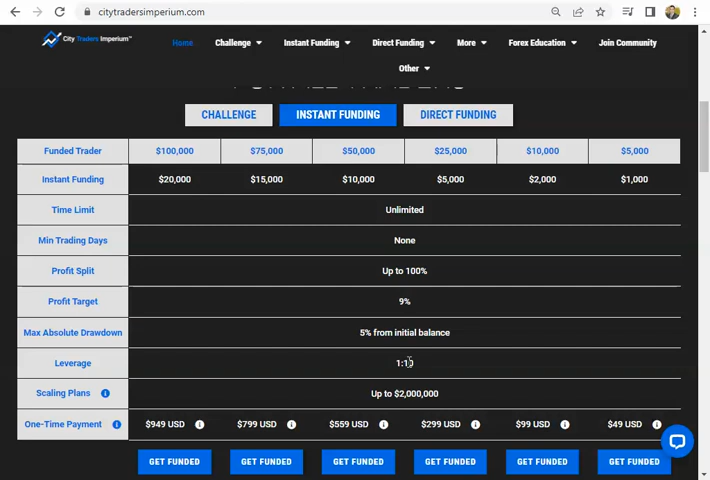 citytradersimperium.com
City Traders Imperium™
Home
Challenge
Instant Funding
Direct Funding
More
Forex Education
Join Community
Other
CHALLENGE
INSTANT FUNDING
DIRECT FUNDING
Funded Trader $100,000 $75,000 $50,000 $25,000 $10,000 $5,000
Instant Funding $20,000 $15,000 $10,000 $5,000 $2,000 $1,000
Time Limit Unlimited
Min Trading Days None
Profit Split Up to 100%
Profit Target 9%
Max Absolute Drawdown 5% from initial balance
Leverage 1:10
Scaling Plans Up to $2,000,000
One-Time Payment $949 USD $799 USD $559 USD $299 USD $99 USD $49 USD
GET FUNDED GET FUNDED GET FUNDED GET FUNDED GET FUNDED GET FUNDED